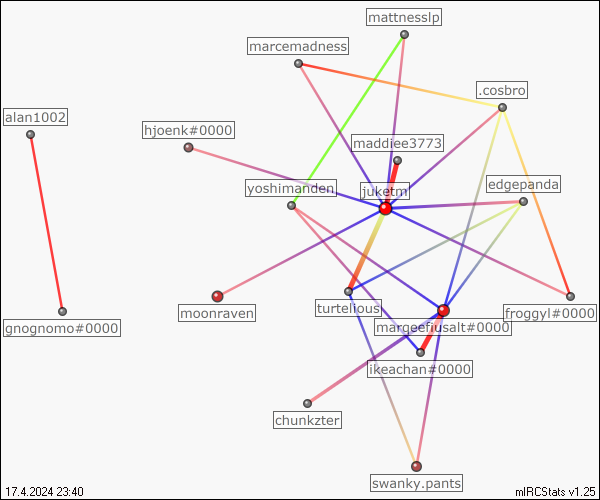 mattnesslp
marcemadness
.cosbro
alan1002
hjoenk#0000
maddiee3773
yoshimanden
juketm
edgepanda
moonraven
turtelious
froggyl#0000
gnognomo#0000
margeefiusalt#0000
ikeachan#0000
chunkzter
swanky.pants
17.4.2024 23:40
mIRCStats v1.25